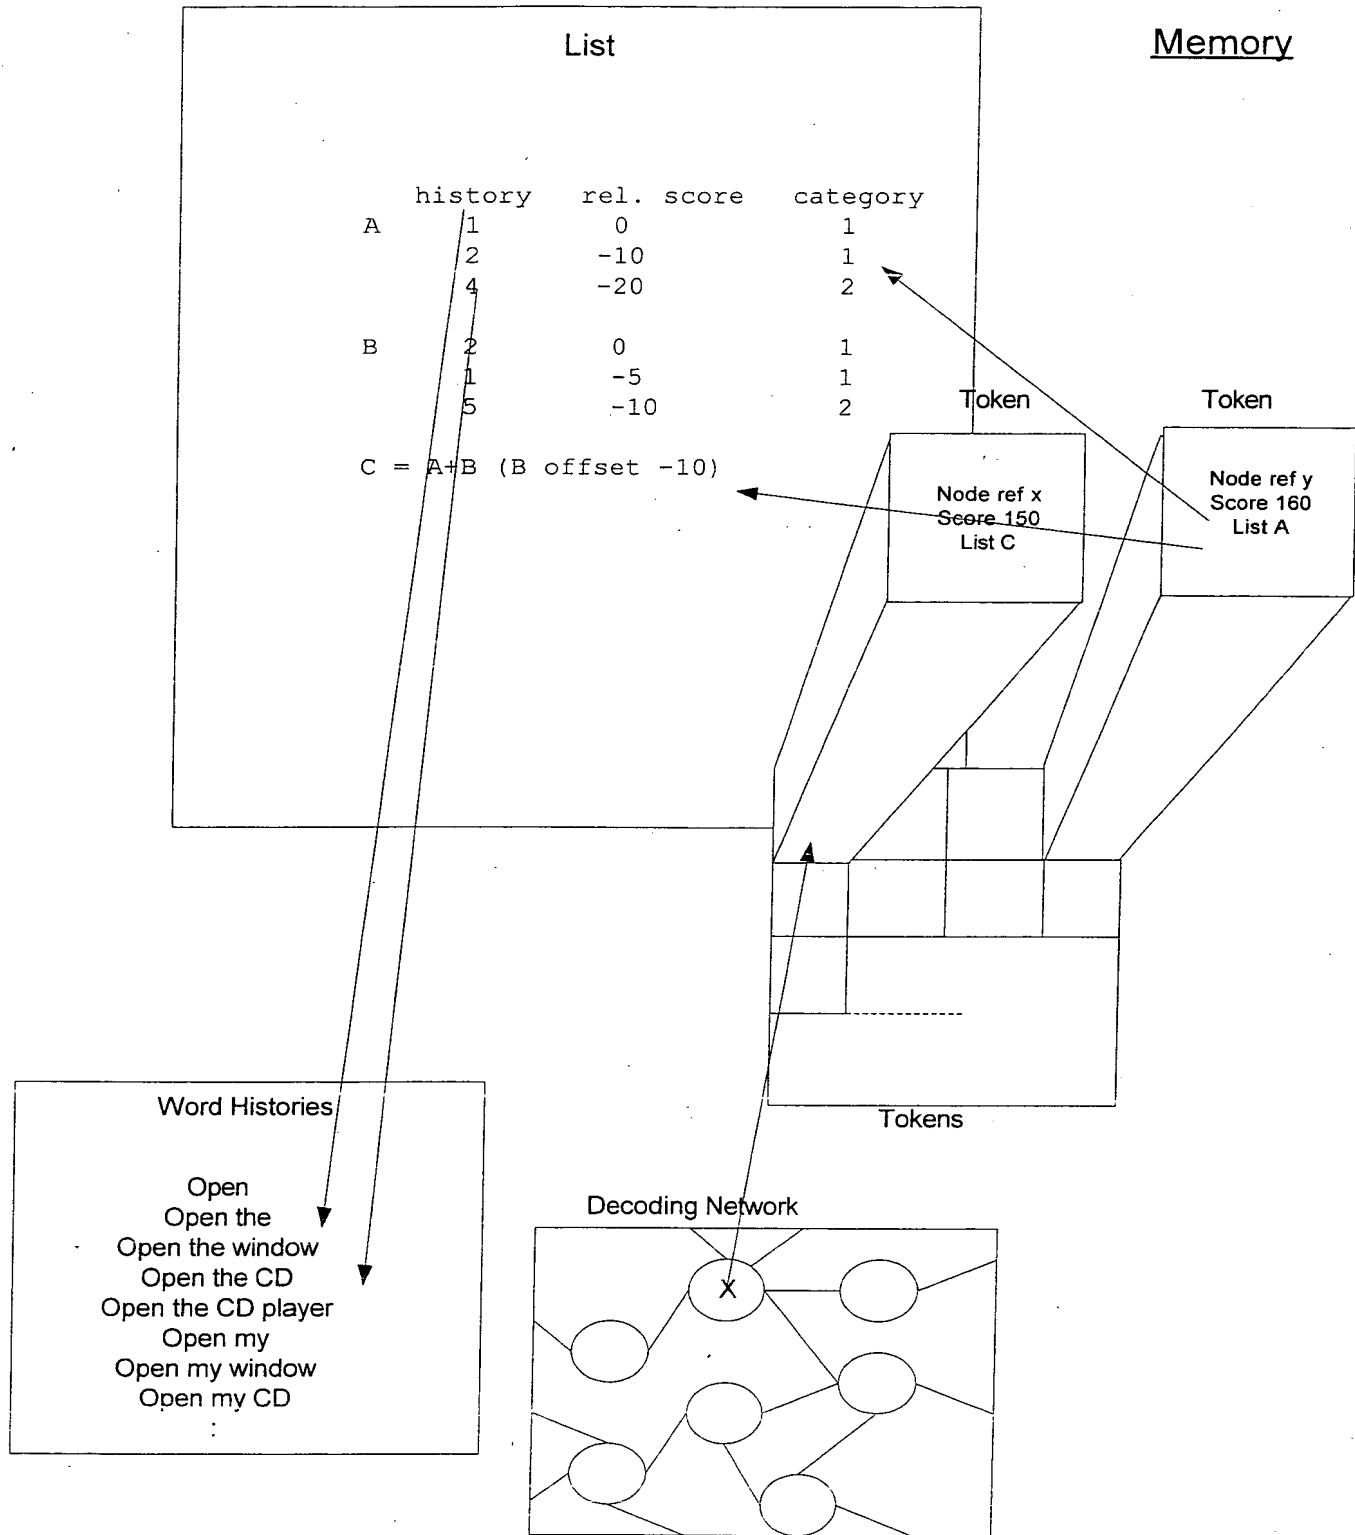 List
Memory
history rel. score category
A 1 0 1
2 -10 1
4 -20 2
B 2 0 1
1 -5 1
5 -10 2
C = A+B (B offset -10)
Token
Node ref x
Score 150
List C
Token
Node ref y
Score 160
List A
Tokens
Word Histories
Open
Open the
Open the window
Open the CD
Open the CD player
Open my
Open my window
Open my CD
:
Decoding Network
X